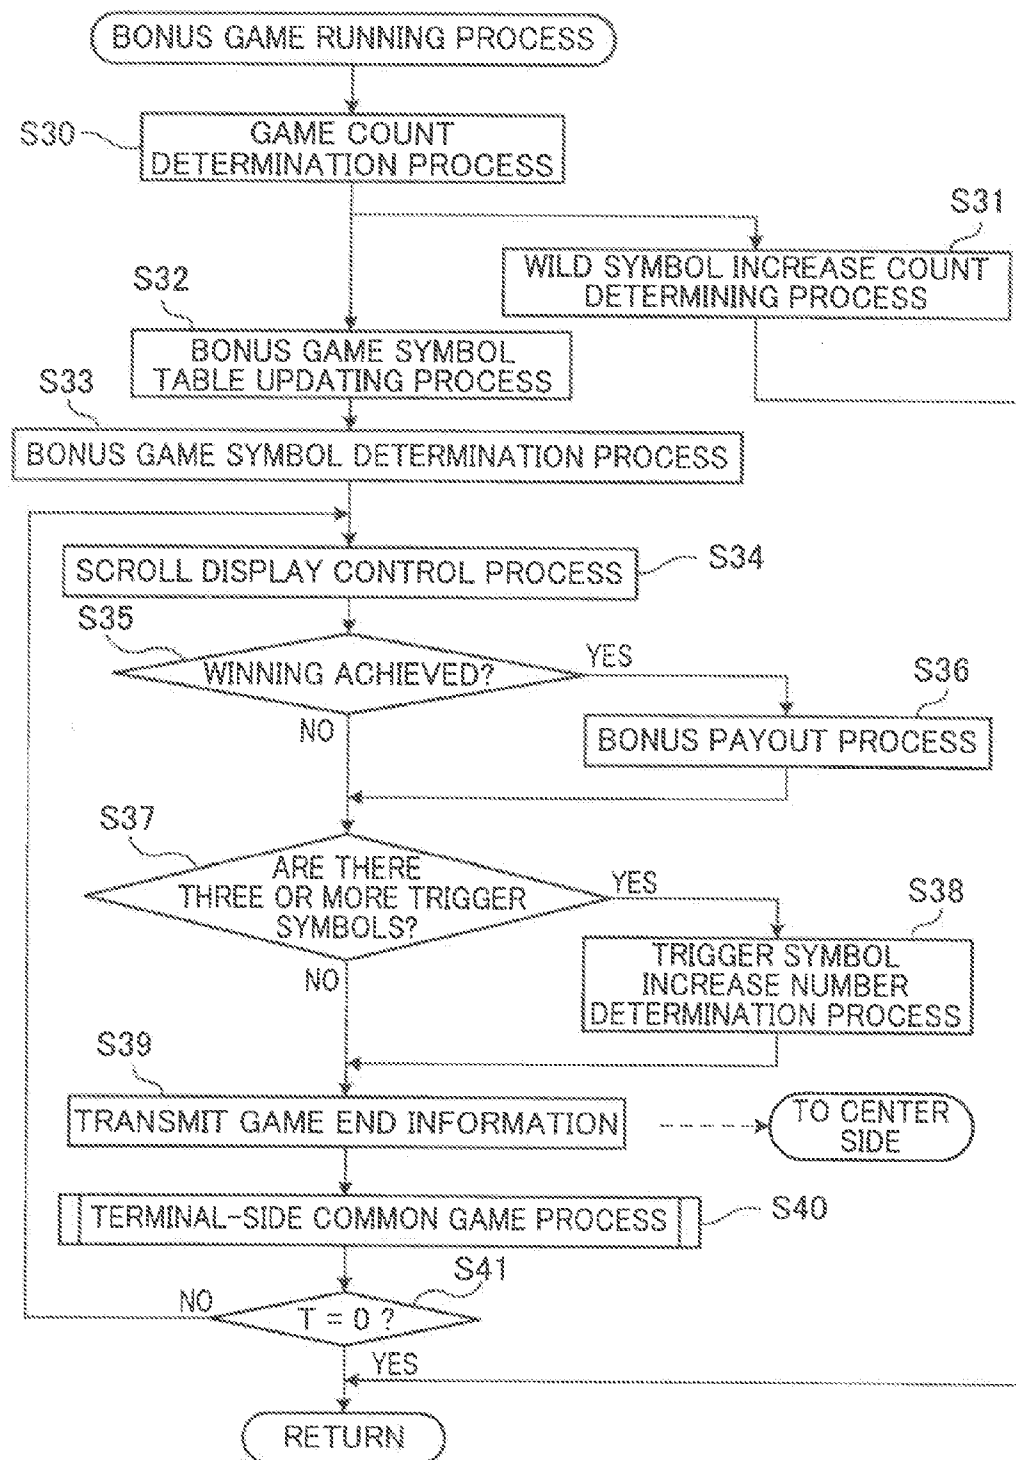 BONUS GAME RUNNING PROCESS
S30
GAME COUNT
DETERMINATION PROCESS
S31
WILD SYMBOL INCREASE COUNT
DETERMINING PROCESS
S32
BONUS GAME SYMBOL
TABLE UPDATING PROCESS
S33
BONUS GAME SYMBOL DETERMINATION PROCESS
S34
SCROLL DISPLAY CONTROL PROCESS
S35
WINNING ACHIEVED?
YES
NO
S36
BONUS PAYOUT PROCESS
S37
ARE THERE
THREE OR MORE TRIGGER
SYMBOLS?
YES
NO
S38
TRIGGER SYMBOL
INCREASE NUMBER
DETERMINATION PROCESS
S39
TRANSMIT GAME END INFORMATION
TO CENTER
SIDE
TERMINAL-SIDE COMMON GAME PROCESS
S40
S41
NO
T = 0 ?
YES
RETURN